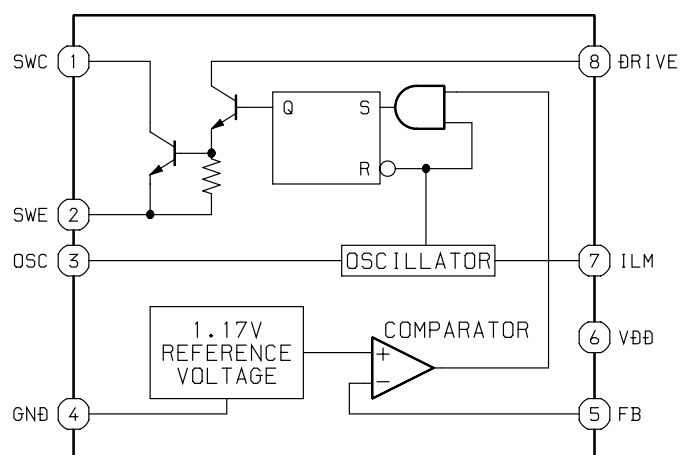 SWC 1
8 DRIVE
Q S
R
SWE 2
OSC 3
OSCILLATOR
7 ILM
1.17V
REFERENCE
VOLTAGE
COMPARATOR
+
−
6 VDD
GND 4
5 FB